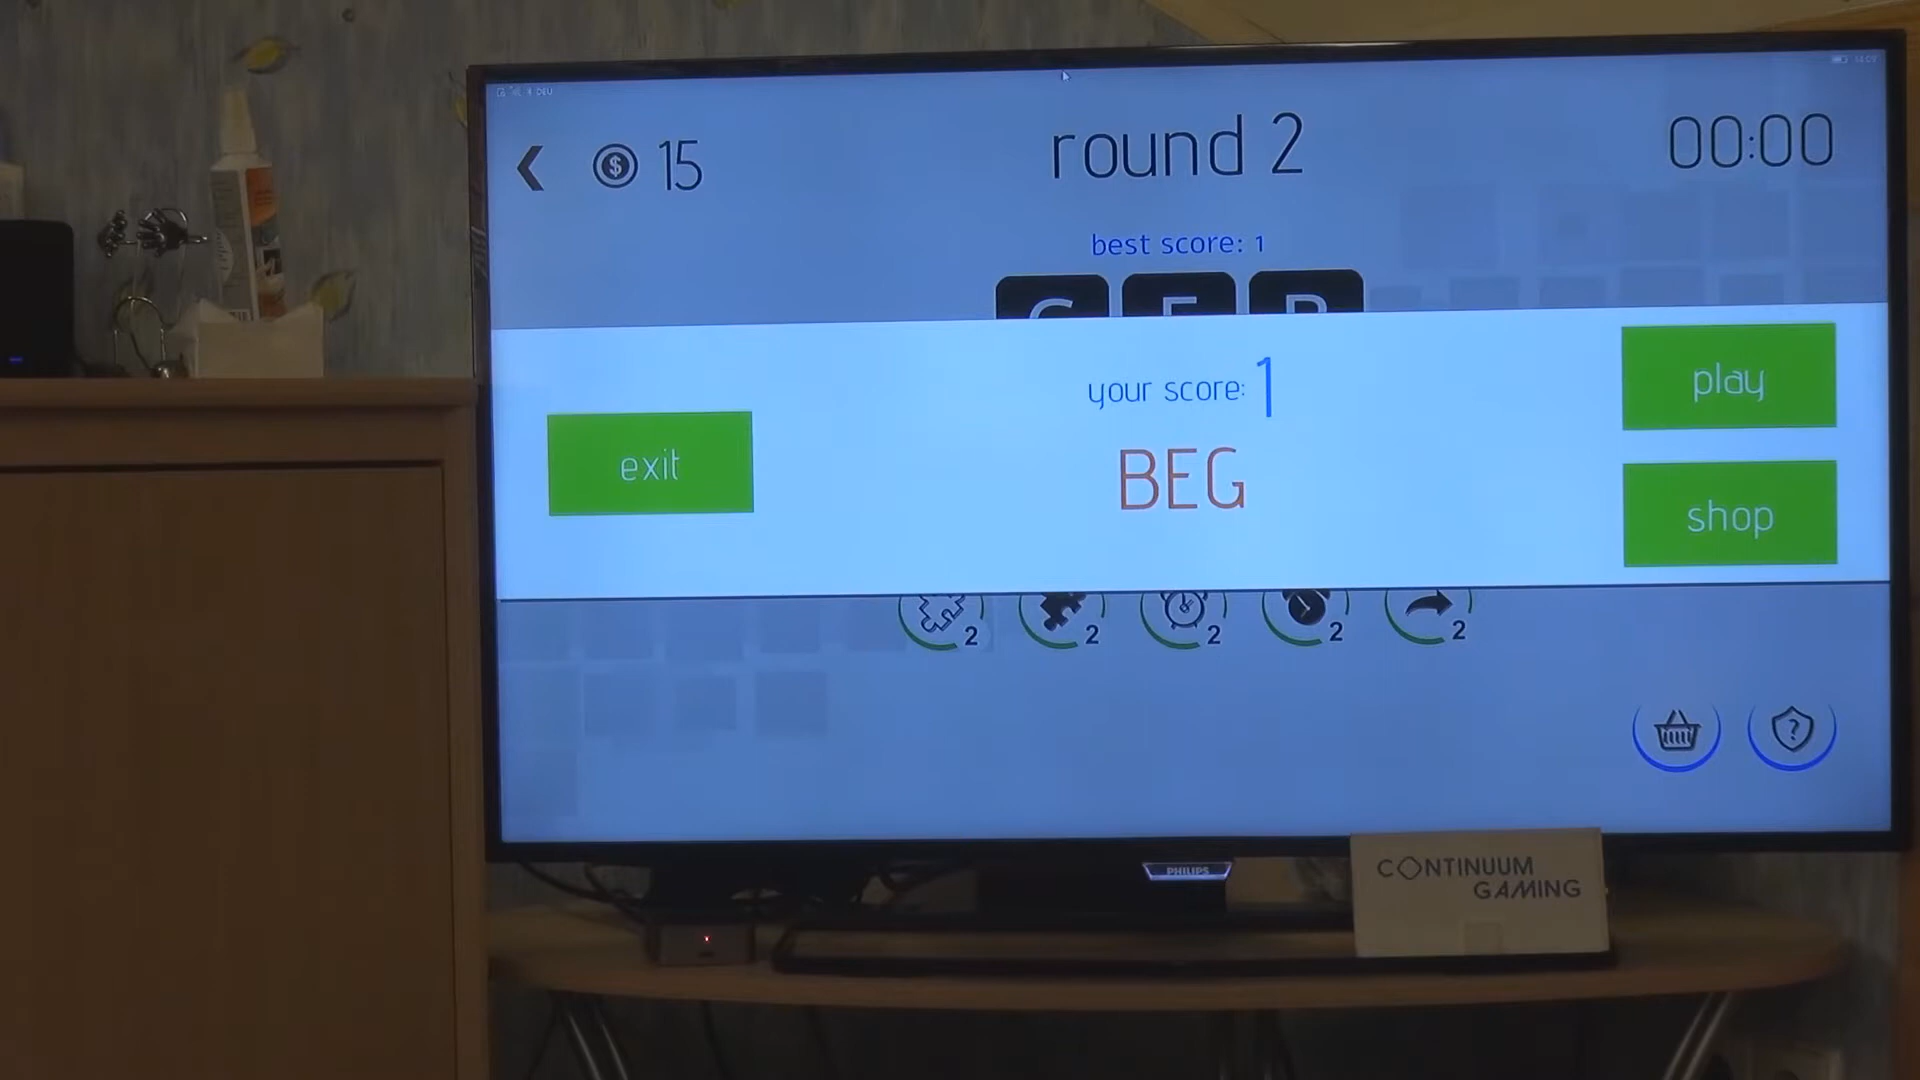 DEU
15
round 2
00:00
best score: 1
G E B
your score: 1
BEG
exit
play
shop
2 2 2 2 2
?
PHILIPS
CONTINUUM
GAMING